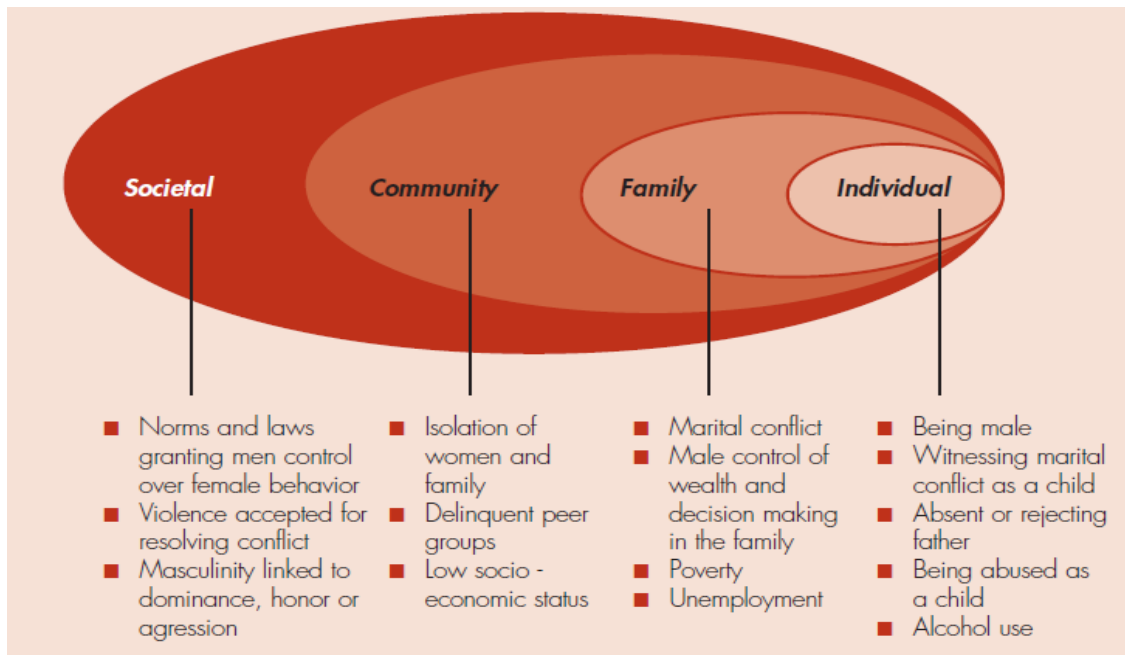 Societal
Community
Family
Individual
■ Norms and laws
granting men control
over female behavior
■ Violence accepted for
resolving conflict
■ Masculinity linked to
dominance, honor or
agression
■ Isolation of
women and
family
■ Delinquent peer
groups
■ Low socio -
economic status
■ Marital conflict
■ Male control of
wealth and
decision making
in the family
■ Poverty
■ Unemployment
■ Being male
■ Witnessing marital
conflict as a child
■ Absent or rejecting
father
■ Being abused as
a child
■ Alcohol use